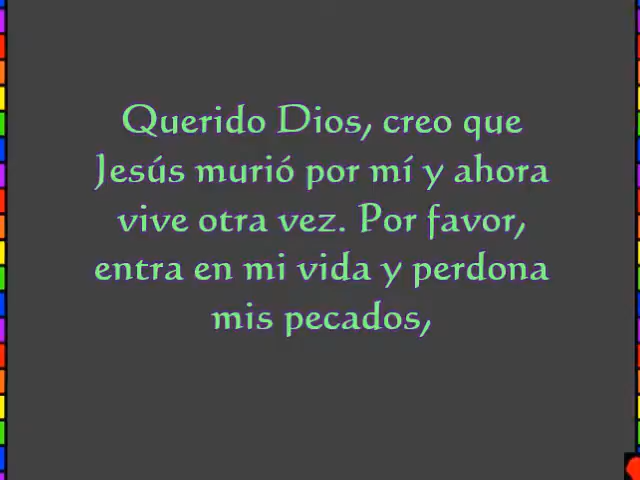 Querido Dios, creo que
Jesús murió por mí y ahora
vive otra vez. Por favor,
entra en mi vida y perdona
mis pecados,